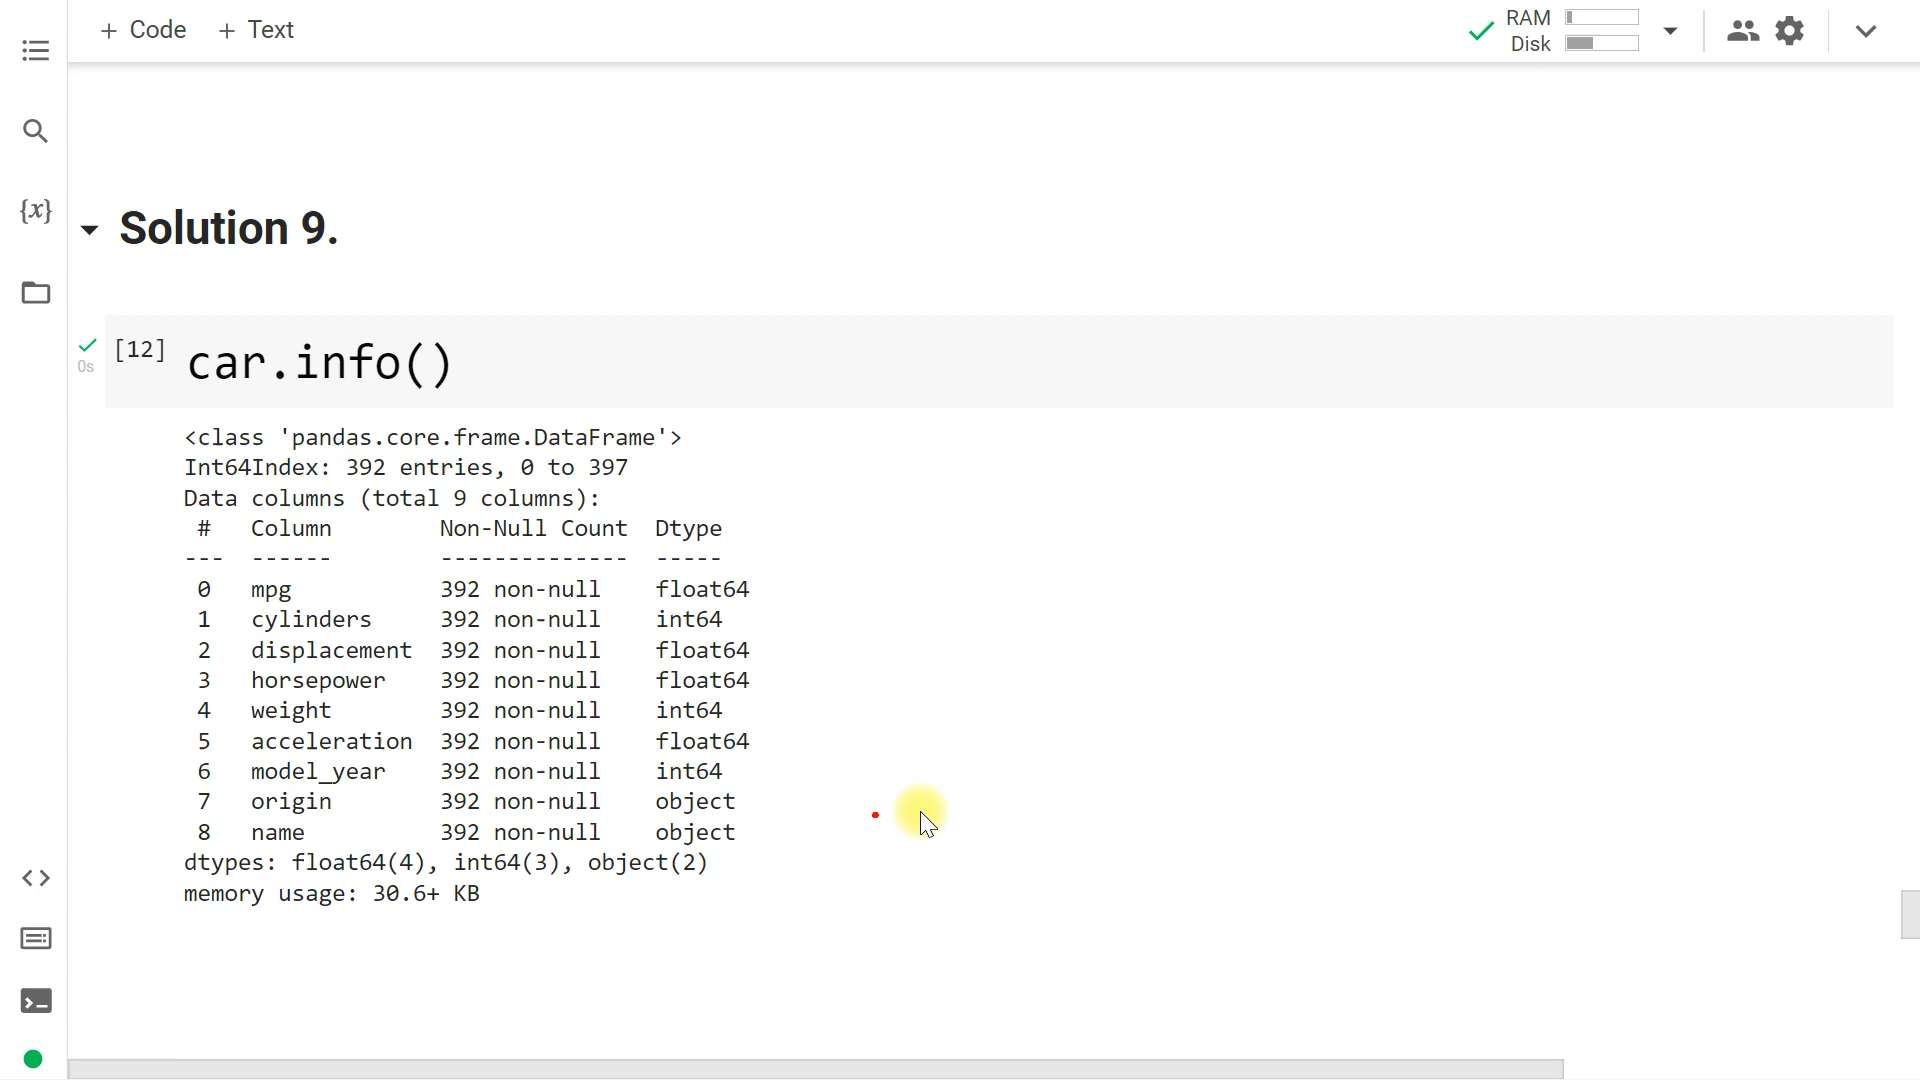 + Code + Text
RAM
Disk
{x}
Solution 9.
0s
[12] car.info()
<class 'pandas.core.frame.DataFrame'>
Int64Index: 392 entries, 0 to 397
Data columns (total 9 columns):
#   Column        Non-Null Count  Dtype
---  ------        --------------  -----
0   mpg           392 non-null    float64
1   cylinders     392 non-null    int64
2   displacement  392 non-null    float64
3   horsepower    392 non-null    float64
4   weight        392 non-null    int64
5   acceleration  392 non-null    float64
6   model_year    392 non-null    int64
7   origin        392 non-null    object
8   name          392 non-null    object
dtypes: float64(4), int64(3), object(2)
memory usage: 30.6+ KB